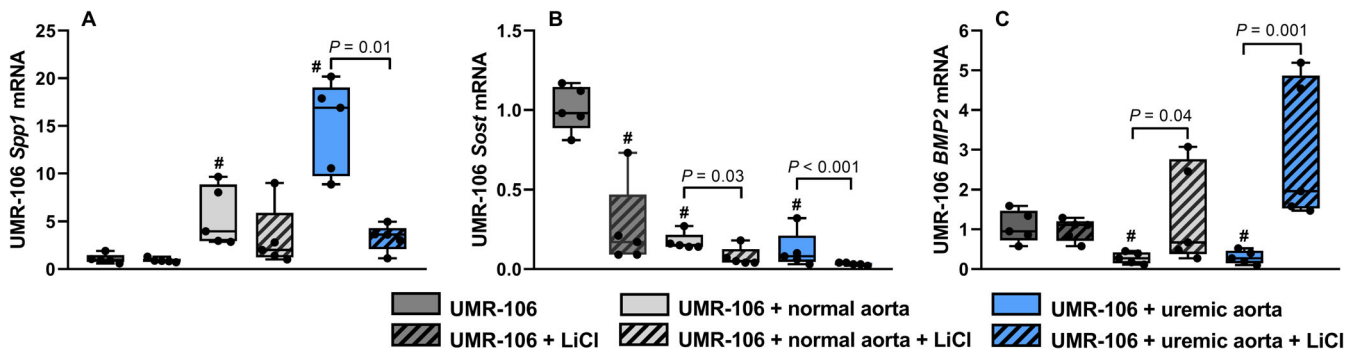 A
UMR-106 Spp1 mRNA
25
20
15
10
5
0
#
#
P = 0.01
B
UMR-106 Sost mRNA
1.5
1.0
0.5
0.0
#
#
P = 0.03
#
P < 0.001
C
UMR-106 BMP2 mRNA
6
5
4
3
2
1
0
#
P = 0.04
#
P = 0.001
UMR-106
UMR-106 + normal aorta
UMR-106 + uremic aorta
UMR-106 + LiCl
UMR-106 + normal aorta + LiCl
UMR-106 + uremic aorta + LiCl